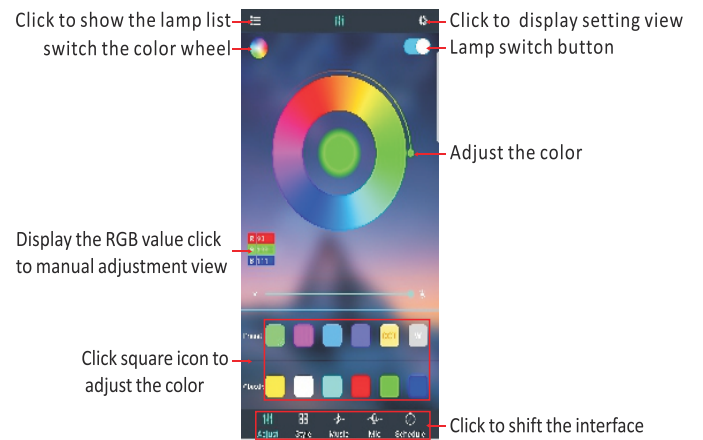 Click to show the lamp list
switch the color wheel
Click to display setting view
Lamp switch button
Adjust the color
Display the RGB value click
to manual adjustment view
R
B
Click square icon to
adjust the color
CCT
W
Adjust
Style
Music
Mic
Schedule
Click to shift the interface